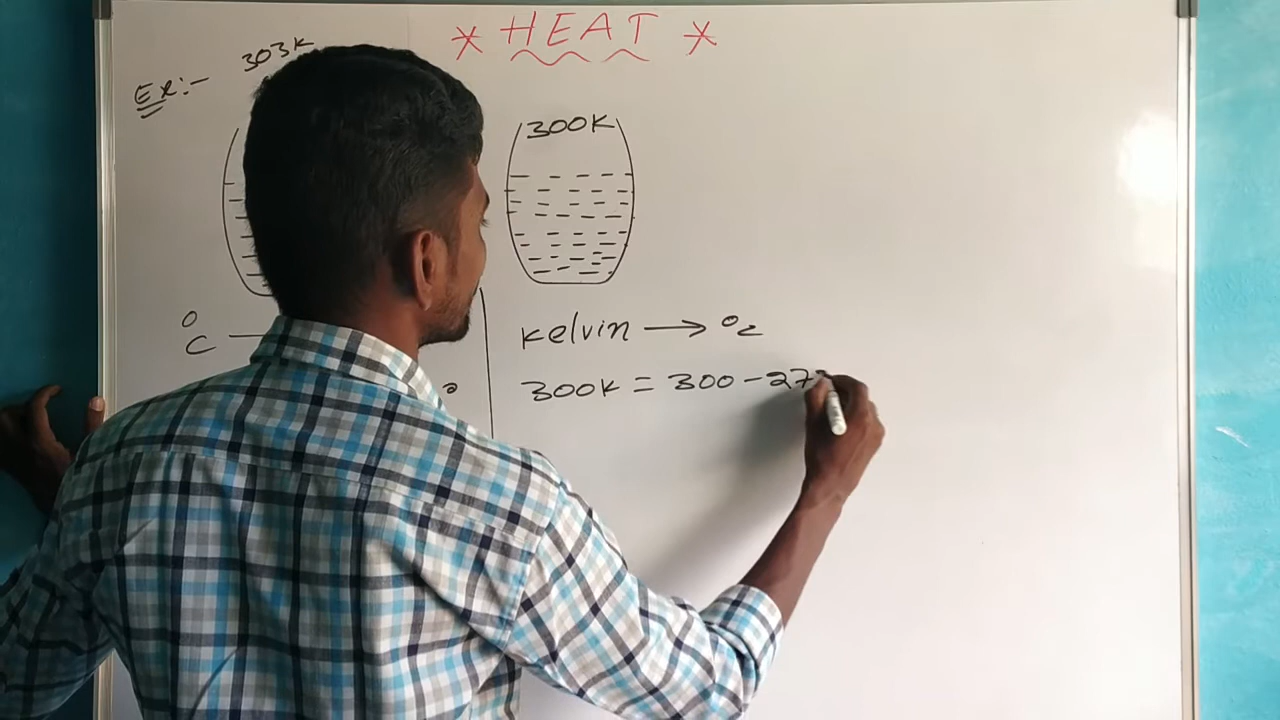 * HEAT *
Ex:- 303K
300K
°C —
kelvin → °c
300K = 300 - 27